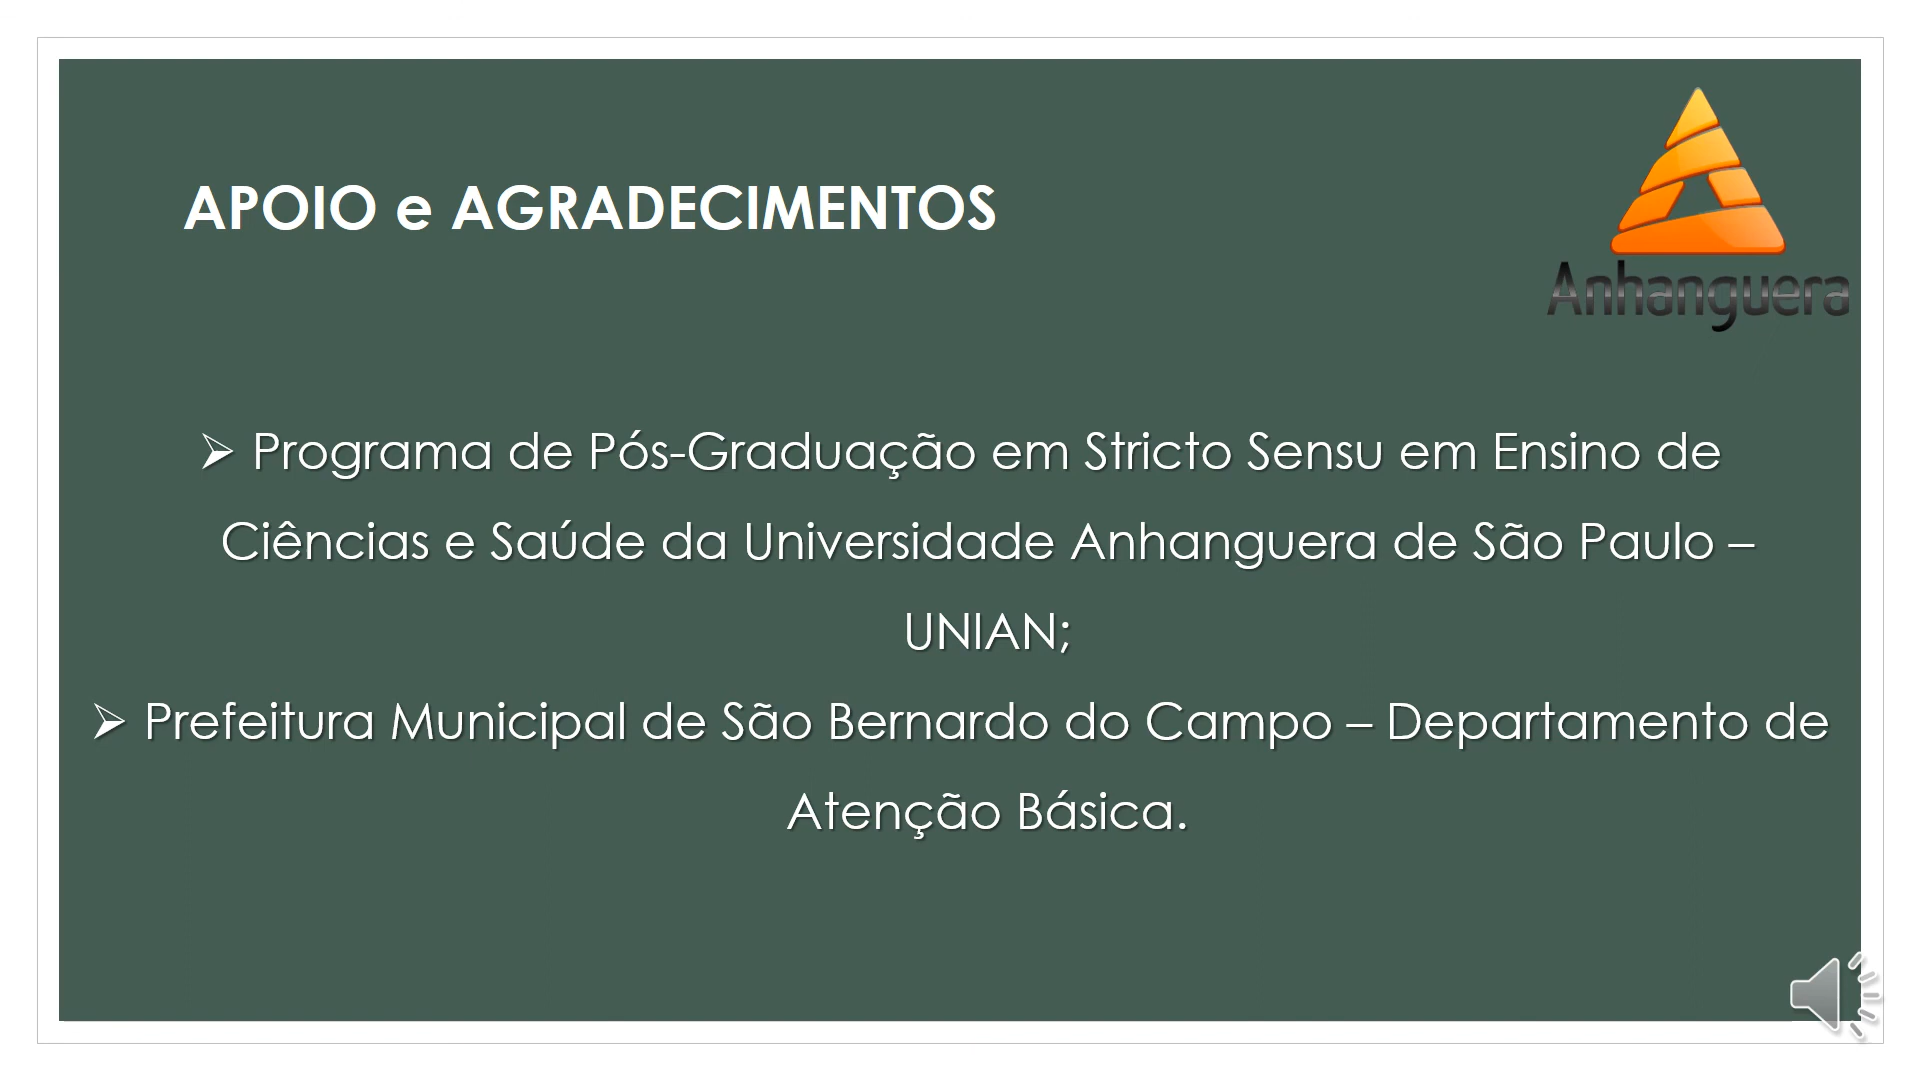 APOIO e AGRADECIMENTOS
Anhanguera
➢ Programa de Pós-Graduação em Stricto Sensu em Ensino de
Ciências e Saúde da Universidade Anhanguera de São Paulo –
UNIAN;
➢ Prefeitura Municipal de São Bernardo do Campo – Departamento de
Atenção Básica.